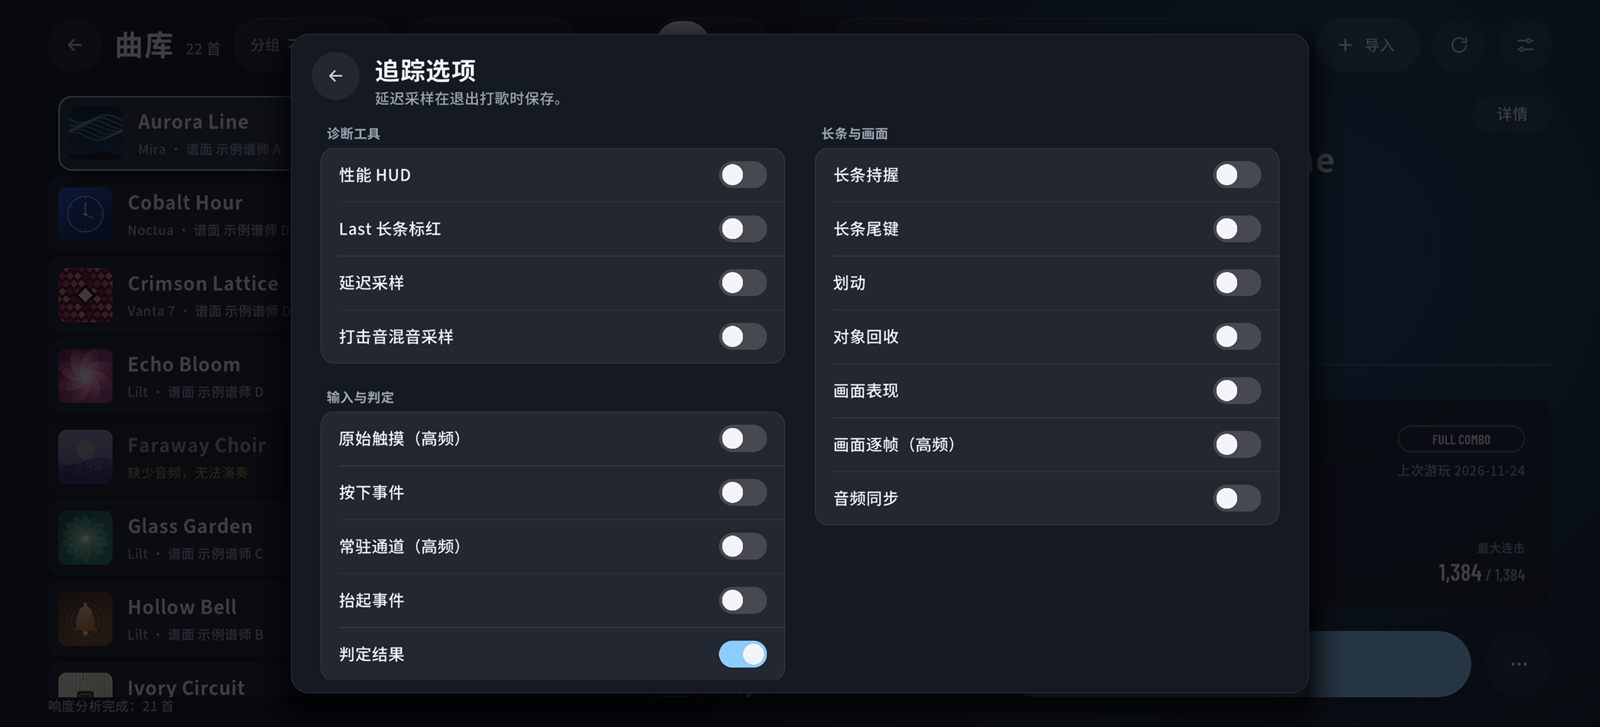 曲库 22 首
分组
导入
追踪选项
延迟采样在退出打歌时保存。
诊断工具
性能 HUD
Last 长条标红
延迟采样
打击音混音采样
输入与判定
原始触摸（高频）
按下事件
常驻通道（高频）
抬起事件
判定结果
长条与画面
长条持握
长条尾键
划动
对象回收
画面表现
画面逐帧（高频）
音频同步
Aurora Line
Mira · 谱面 示例谱师 A
Cobalt Hour
Noctua · 谱面 示例谱师 D
Crimson Lattice
Vanta 7 · 谱面 示例谱师 D
Echo Bloom
Lilt · 谱面 示例谱师 D
Faraway Choir
缺少音频，无法演奏
Glass Garden
Lilt · 谱面 示例谱师 C
Hollow Bell
Lilt · 谱面 示例谱师 B
Ivory Circuit
响度分析完成：21 首
详情
FULL COMBO
上次游玩 2026-11-24
最大连击
1,384 / 1,384